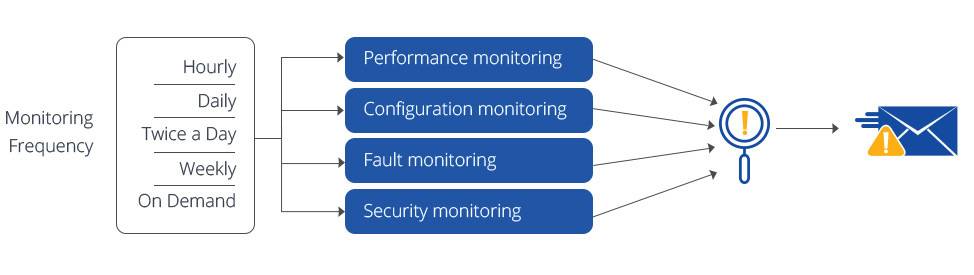 Monitoring
Frequency
Hourly
Daily
Twice a Day
Weekly
On Demand
Performance monitoring
Configuration monitoring
Fault monitoring
Security monitoring